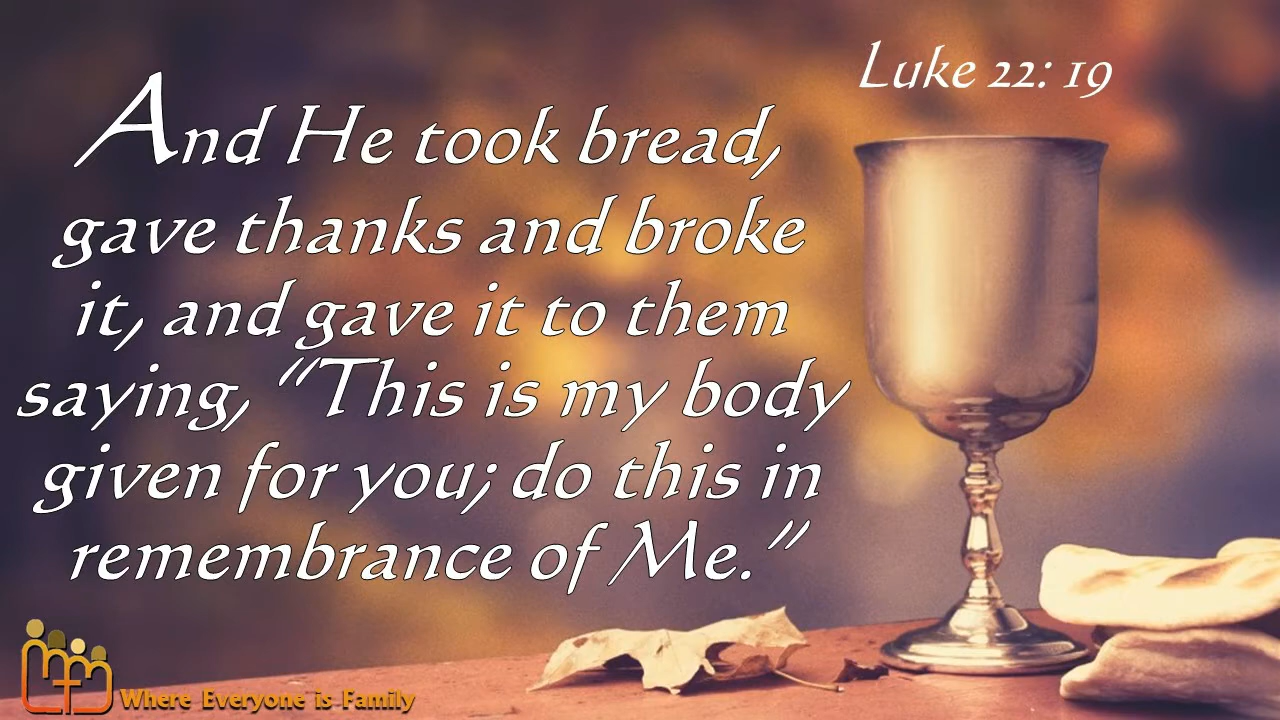 Luke 22: 19
And He took bread,
gave thanks and broke
it, and gave it to them
saying, “This is my body
given for you; do this in
remembrance of Me.”
Where Everyone is Family